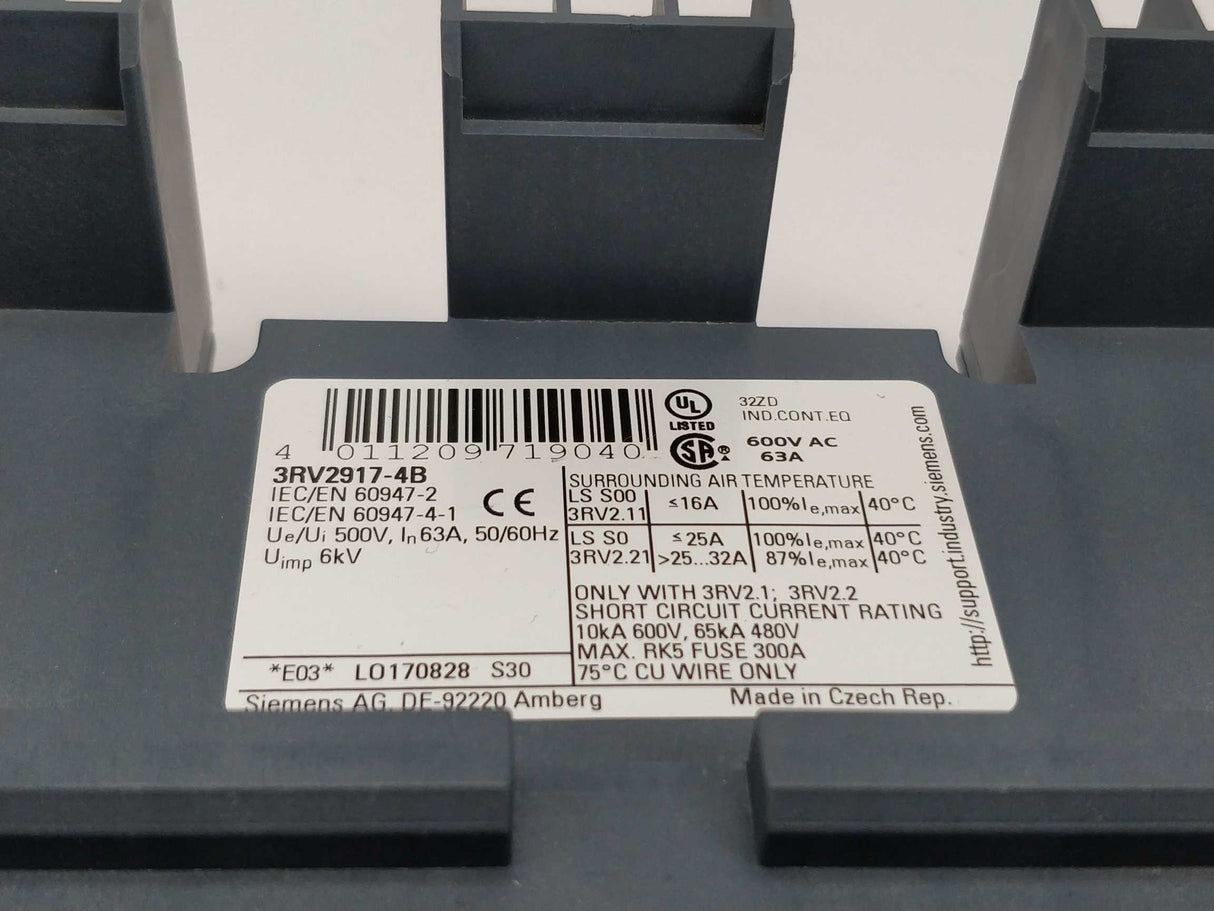 4 011209 719040
UL
LISTED
SA
32ZD
IND.CONT.EQ
600V AC
63A
3RV2917-4B
IEC/EN 60947-2
IEC/EN 60947-4-1
CE
Ue/Ui 500V, In 63A, 50/60Hz
Uimp 6kV
SURROUNDING AIR TEMPERATURE
LS S00 ≤16A 100%Ie,max 40°C
3RV2.11
LS S0 ≤25A 100%Ie,max 40°C
3RV2.21 >25...32A 87%Ie,max 40°C
ONLY WITH 3RV2.1; 3RV2.2
SHORT CIRCUIT CURRENT RATING
10kA 600V, 65kA 480V
MAX. RK5 FUSE 300A
75°C CU WIRE ONLY
*E03* LO170828 S30
Siemens AG, DE-92220 Amberg Made in Czech Rep.
http://support.industry.siemens.com